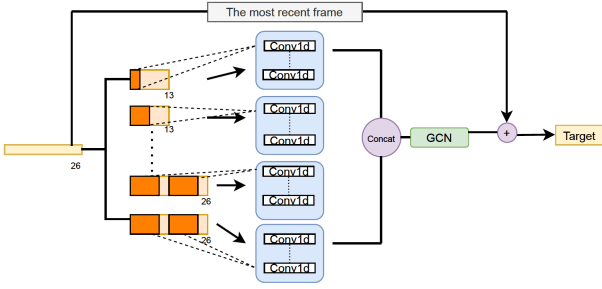 The most recent frame
Conv1d
Conv1d
13
Conv1d
Conv1d
13
26
Concat
GCN
+
Target
Conv1d
Conv1d
26
Conv1d
Conv1d
26